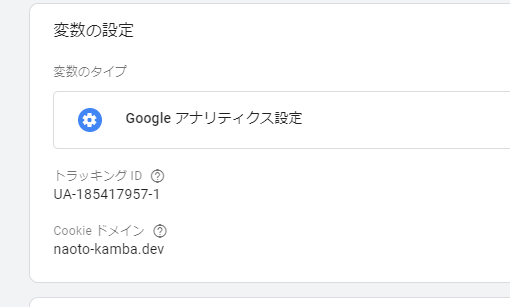 変数の設定
変数のタイプ
Google アナリティクス設定
トラッキング ID ?
UA-185417957-1
Cookie ドメイン ?
naoto-kamba.dev